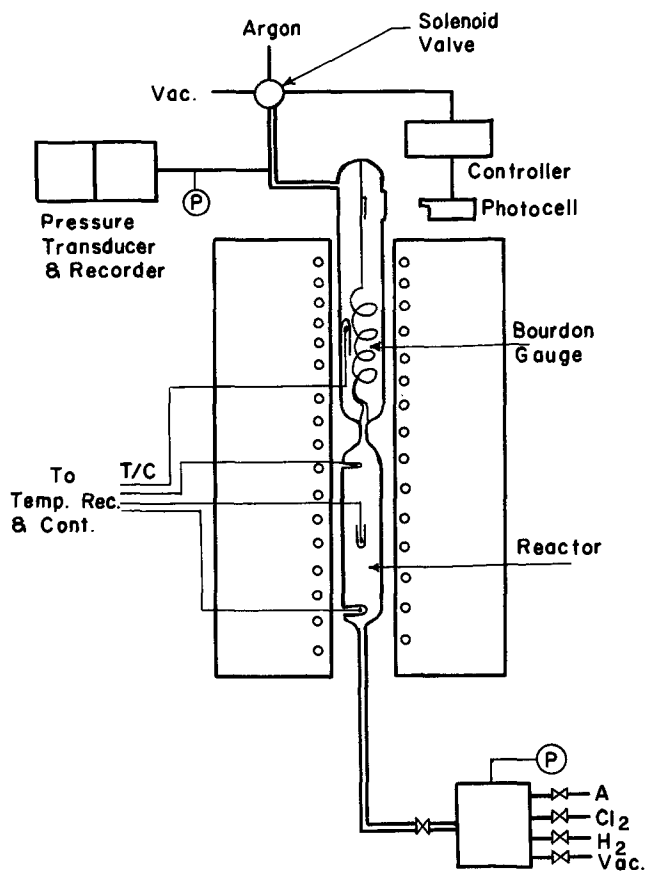 Argon
Solenoid
Valve
Vac.
Controller
Photocell
P
Pressure
Transducer
& Recorder
Bourdon
Gauge
T/C
To
Temp. Rec.
& Cont.
Reactor
P
A
Cl2
H2
Vac.